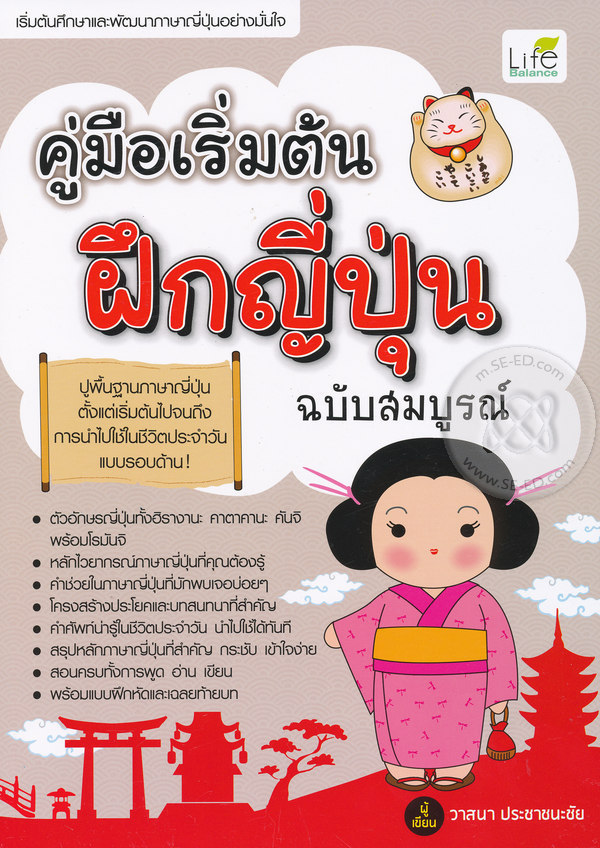 เริ่มต้นศึกษาและพัฒนาภาษาญี่ปุ่นอย่างมั่นใจ
Life
Balance
คู่มือเริ่มต้น
ฝึกญี่ปุ่น
ฉบับสมบูรณ์
ปูพื้นฐานภาษาญี่ปุ่น
ตั้งแต่เริ่มต้นไปจนถึง
การนำไปใช้ในชีวิตประจำวัน
แบบรอบด้าน!
m.SE-ED.com
www.SE-ED.com
• ตัวอักษรญี่ปุ่นทั้งฮิรางานะ คาตาคานะ คันจิ
พร้อมโรมันจิ
• หลักไวยากรณ์ภาษาญี่ปุ่นที่คุณต้องรู้
• คำช่วยในภาษาญี่ปุ่นที่มักพบเจอบ่อยๆ
• โครงสร้างประโยคและบทสนทนาที่สำคัญ
• คำศัพท์น่ารู้ในชีวิตประจำวัน นำไปใช้ได้ทันที
• สรุปหลักภาษาญี่ปุ่นที่สำคัญ กระชับ เข้าใจง่าย
• สอนครบทั้งการพูด อ่าน เขียน
• พร้อมแบบฝึกหัดและเฉลยท้ายบท
ผู้
เขียน
วาสนา ประชาชนะชัย